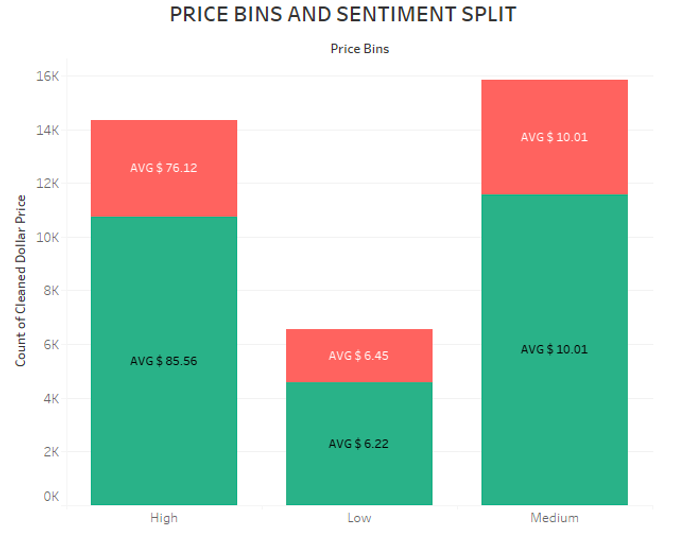 PRICE BINS AND SENTIMENT SPLIT
Price Bins
Count of Cleaned Dollar Price
16K
14K
12K
10K
8K
6K
4K
2K
0K
AVG $ 76.12
AVG $ 85.56
AVG $ 6.45
AVG $ 6.22
AVG $ 10.01
AVG $ 10.01
High
Low
Medium